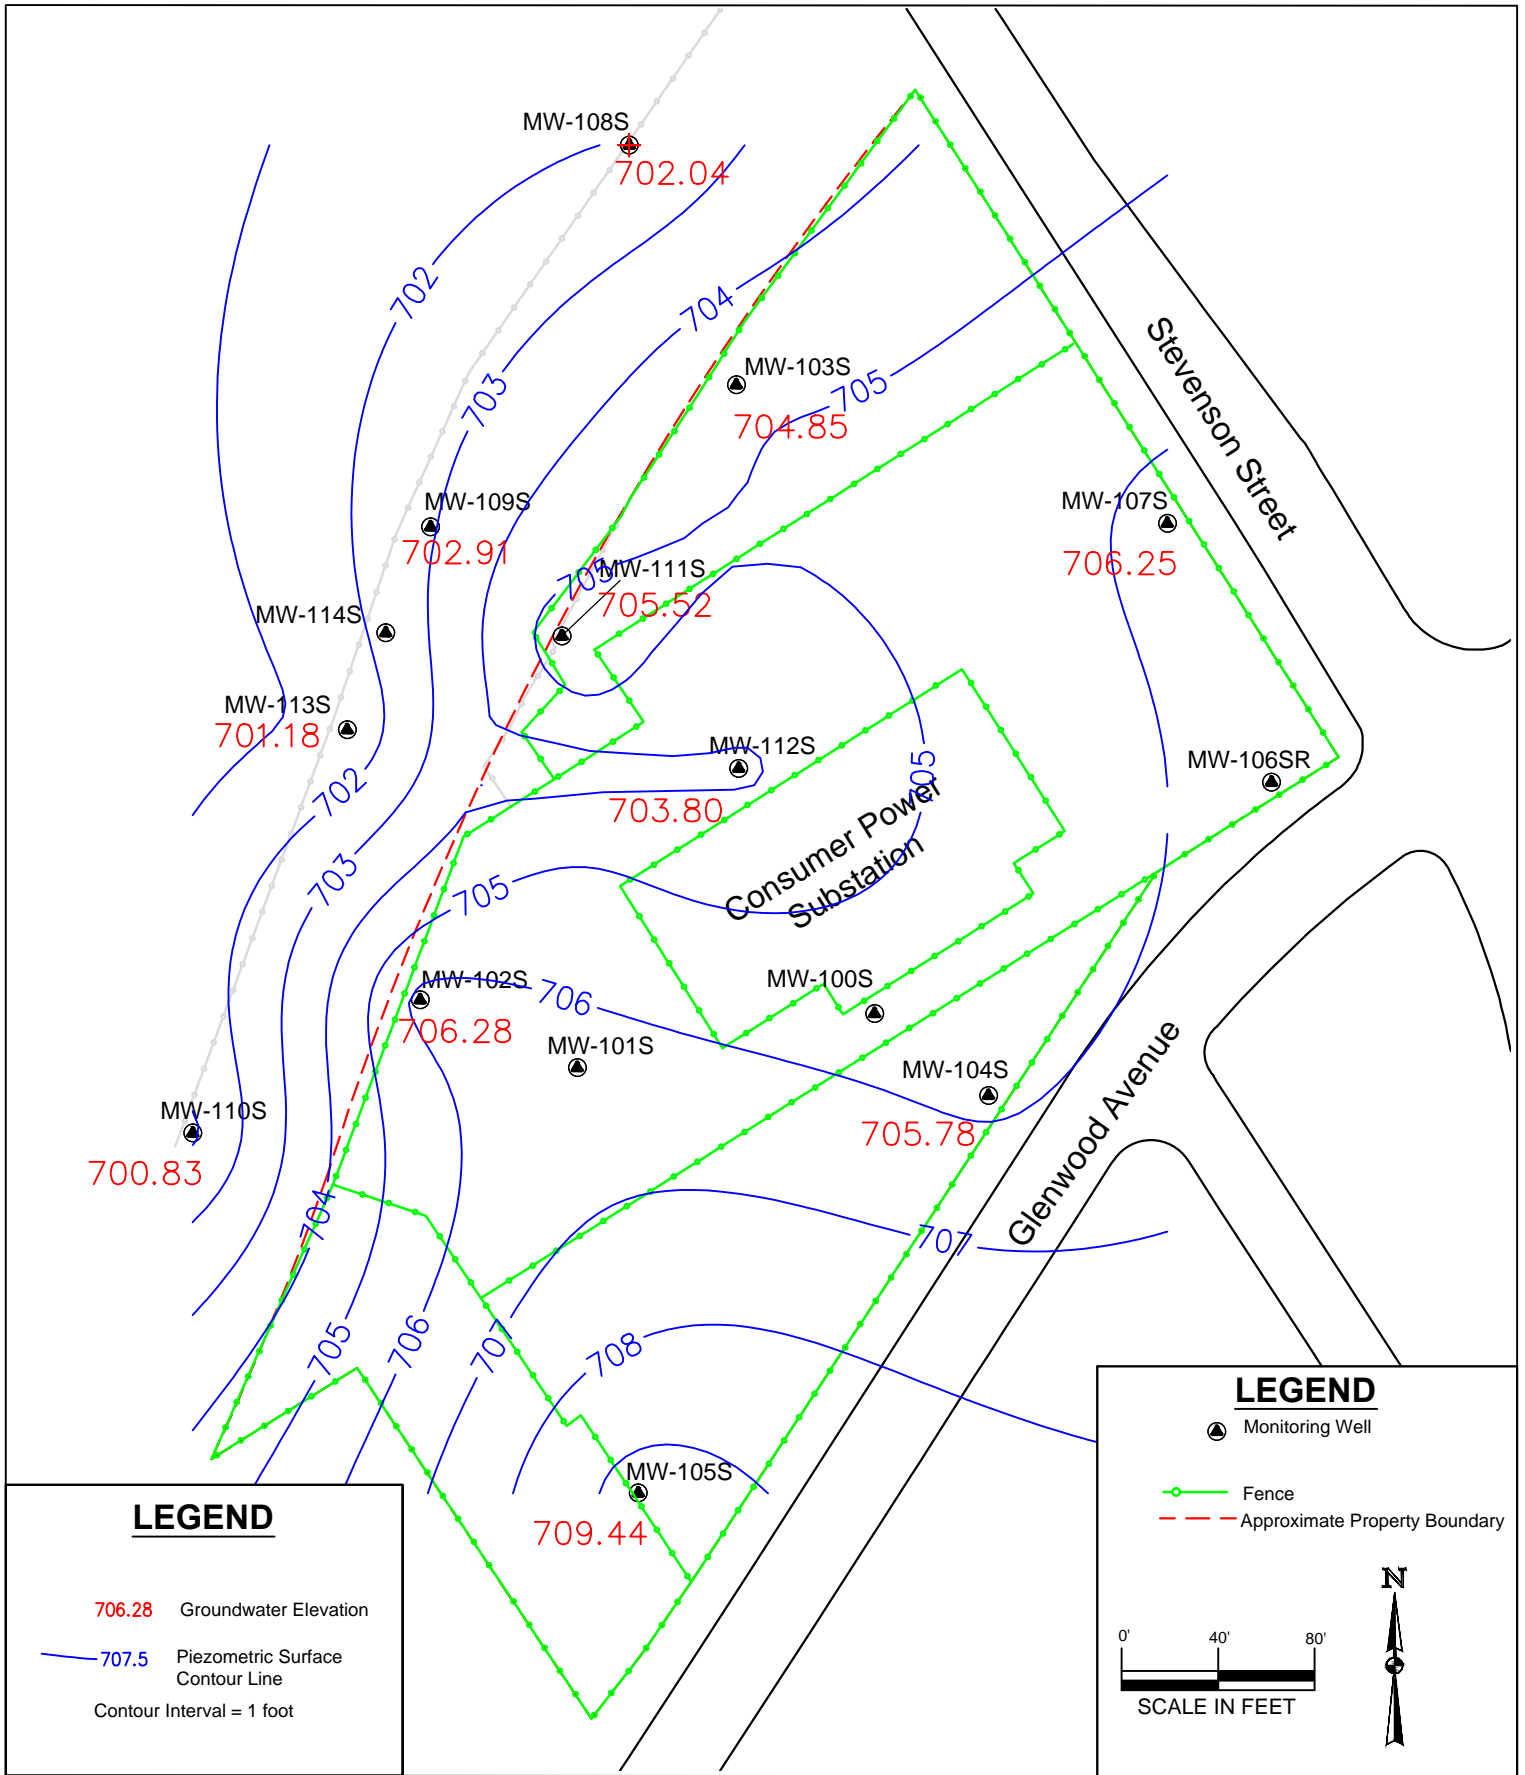 MW-108S
702.04
702
704
MW-103S
705
704.85
703
Stevenson Street
MW-109S
702.91
MW-107S
706.25
705
MW-111S
705.52
MW-114S
MW-113S
701.18
MW-112S
703.80
705
MW-106SR
702
Consumer Power
Substation
703
705
MW-102S
706.28
706
MW-100S
MW-101S
MW-104S
705.78
Glenwood Avenue
MW-110S
700.83
704
707
705
706
707
708
MW-105S
709.44
LEGEND
Monitoring Well
Fence
Approximate Property Boundary
N
0' 40' 80'
SCALE IN FEET
LEGEND
706.28 Groundwater Elevation
707.5 Piezometric Surface
Contour Line
Contour Interval = 1 foot